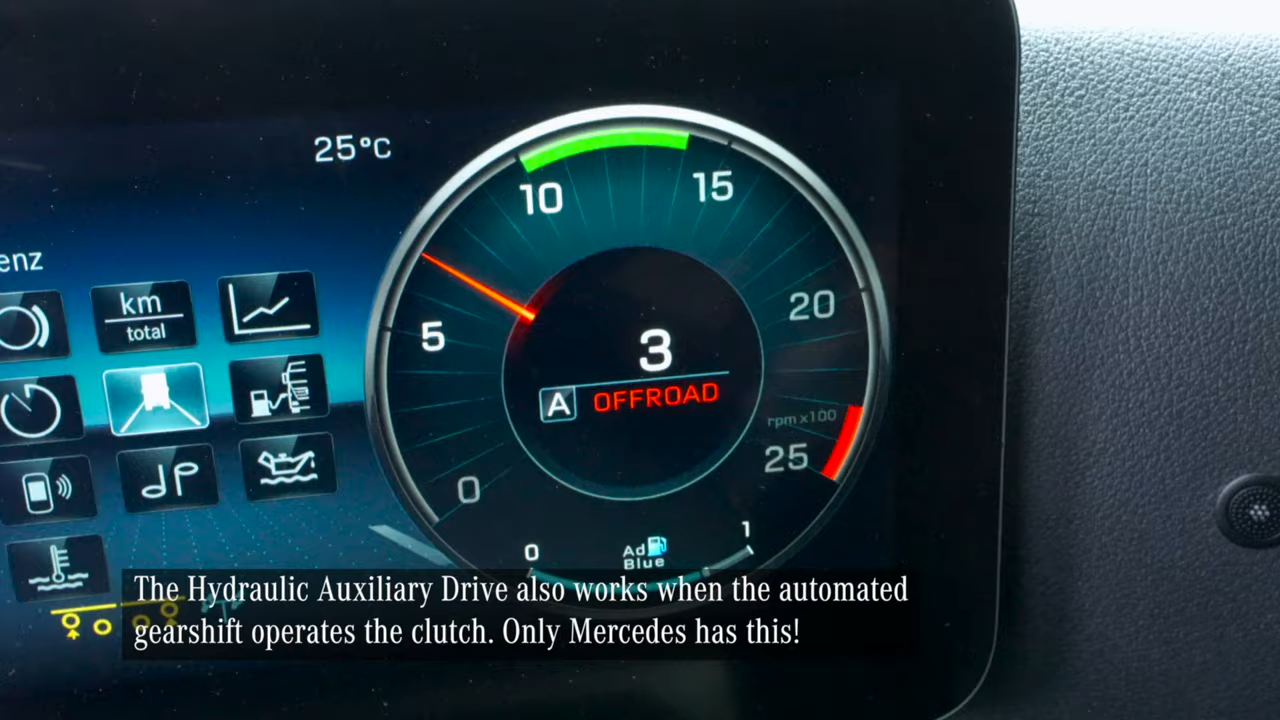 25°C
10
15
enz
km
total
5
20
3
A OFFROAD
rpm x100
25
0
0
Ad
Blue
1
The Hydraulic Auxiliary Drive also works when the automated
gearshift operates the clutch. Only Mercedes has this!